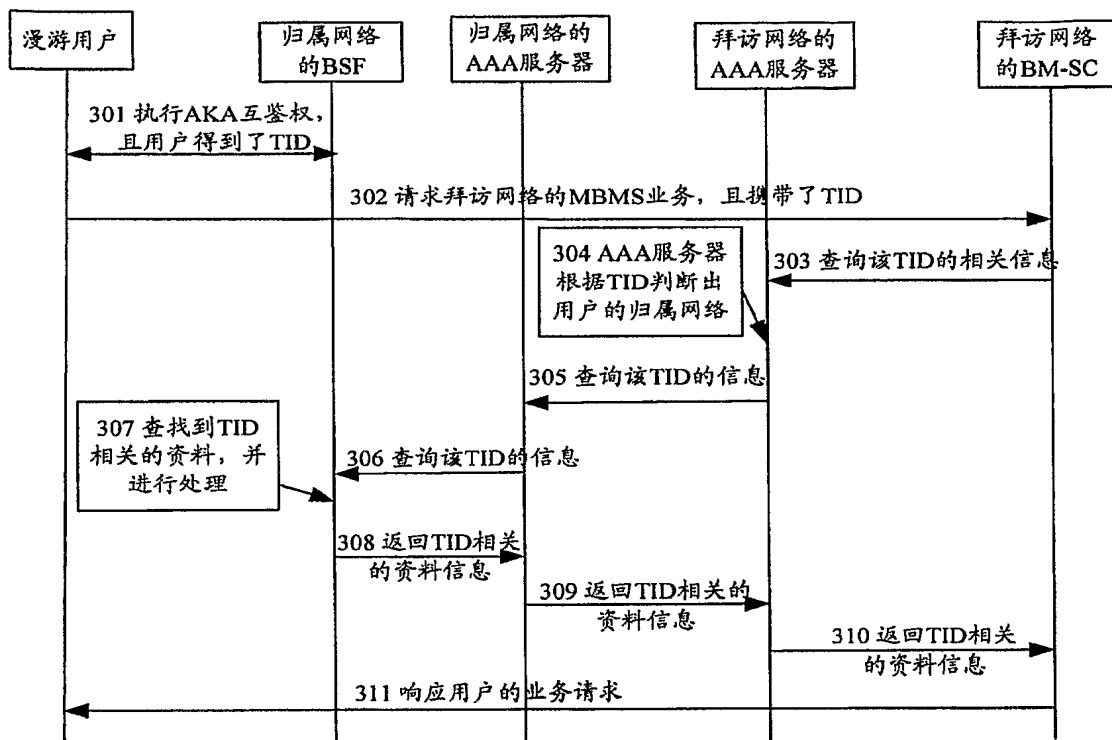 漫游用户
归属网络
的BSF
归属网络的
AAA服务器
拜访网络的
AAA服务器
拜访网络
的BM-SC
301 执行AKA互鉴权，
且用户得到了TID
302 请求拜访网络的MBMS业务，且携带了TID
303 查询该TID的相关信息
304 AAA服务器
根据TID判断出
用户的归属网络
305 查询该TID的信息
306 查询该TID的信息
307 查找到TID
相关的资料，并
进行处理
308 返回TID相关
的资料信息
309 返回TID相关的
资料信息
310 返回TID相关
的资料信息
311 响应用户的业务请求